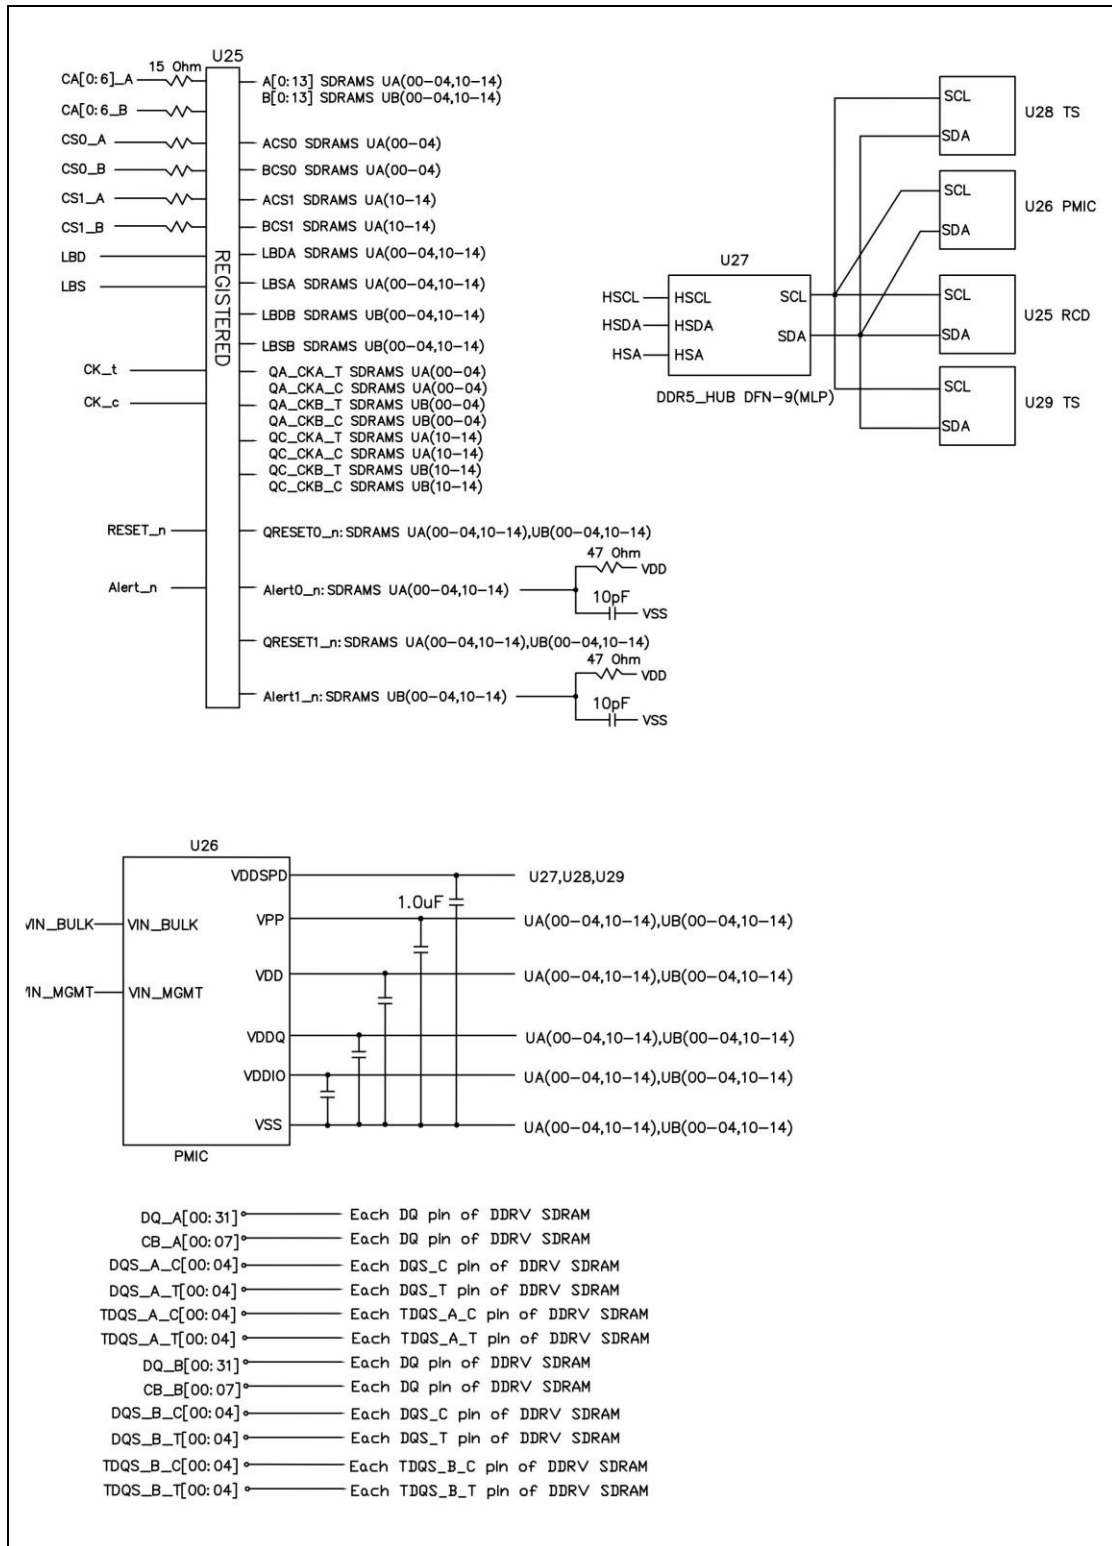 U25
15 Ohm
CA[0:6]_A
A[0:13] SDRAMS UA(00-04,10-14)
B[0:13] SDRAMS UB(00-04,10-14)
CA[0:6_B
CS0_A
ACS0 SDRAMS UA(00-04)
CS0_B
BCS0 SDRAMS UA(00-04)
CS1_A
ACS1 SDRAMS UA(10-14)
CS1_B
BCS1 SDRAMS UA(10-14)
LBD
LBDA SDRAMS UA(00-04,10-14)
LBS
LBSA SDRAMS UA(00-04,10-14)
LBDB SDRAMS UB(00-04,10-14)
LBSB SDRAMS UB(00-04,10-14)
REGISTERED
CK_t
QA_CKA_T SDRAMS UA(00-04)
QA_CKA_C SDRAMS UA(00-04)
CK_c
QA_CKB_T SDRAMS UB(00-04)
QA_CKB_C SDRAMS UB(00-04)
QC_CKA_T SDRAMS UA(10-14)
QC_CKA_C SDRAMS UA(10-14)
QC_CKB_T SDRAMS UB(10-14)
QC_CKB_C SDRAMS UB(10-14)
RESET_n
QRESET0_n:SDRAMS UA(00-04,10-14),UB(00-04,10-14)
47 Ohm
VDD
Alert_n
Alert0_n:SDRAMS UA(00-04,10-14)
10pF
VSS
QRESET1_n:SDRAMS UA(00-04,10-14),UB(00-04,10-14)
47 Ohm
VDD
Alert1_n:SDRAMS UB(00-04,10-14)
10pF
VSS
U27
HSCL
HSCL
SCL
HSDA
HSDA
SDA
HSA
HSA
DDR5_HUB DFN-9(MLP)
SCL
U28 TS
SDA
SCL
U26 PMIC
SDA
SCL
U25 RCD
SDA
SCL
U29 TS
SDA
U26
VDDSPD
U27,U28,U29
1.0uF
VIN_BULK
VIN_BULK
VPP
UA(00-04,10-14),UB(00-04,10-14)
VDD
UA(00-04,10-14),UB(00-04,10-14)
VIN_MGMT
VIN_MGMT
VDDQ
UA(00-04,10-14),UB(00-04,10-14)
VDDIO
UA(00-04,10-14),UB(00-04,10-14)
VSS
UA(00-04,10-14),UB(00-04,10-14)
PMIC
DQ_A[00:31] Each DQ pin of DDRV SDRAM
CB_A[00:07] Each DQ pin of DDRV SDRAM
DQS_A_C[00:04] Each DQS_C pin of DDRV SDRAM
DQS_A_T[00:04] Each DQS_T pin of DDRV SDRAM
TDQS_A_C[00:04] Each TDQS_A_C pin of DDRV SDRAM
TDQS_A_T[00:04] Each TDQS_A_T pin of DDRV SDRAM
DQ_B[00:31] Each DQ pin of DDRV SDRAM
CB_B[00:07] Each DQ pin of DDRV SDRAM
DQS_B_C[00:04] Each DQS_C pin of DDRV SDRAM
DQS_B_T[00:04] Each DQS_T pin of DDRV SDRAM
TDQS_B_C[00:04] Each TDQS_B_C pin of DDRV SDRAM
TDQS_B_T[00:04] Each TDQS_B_T pin of DDRV SDRAM